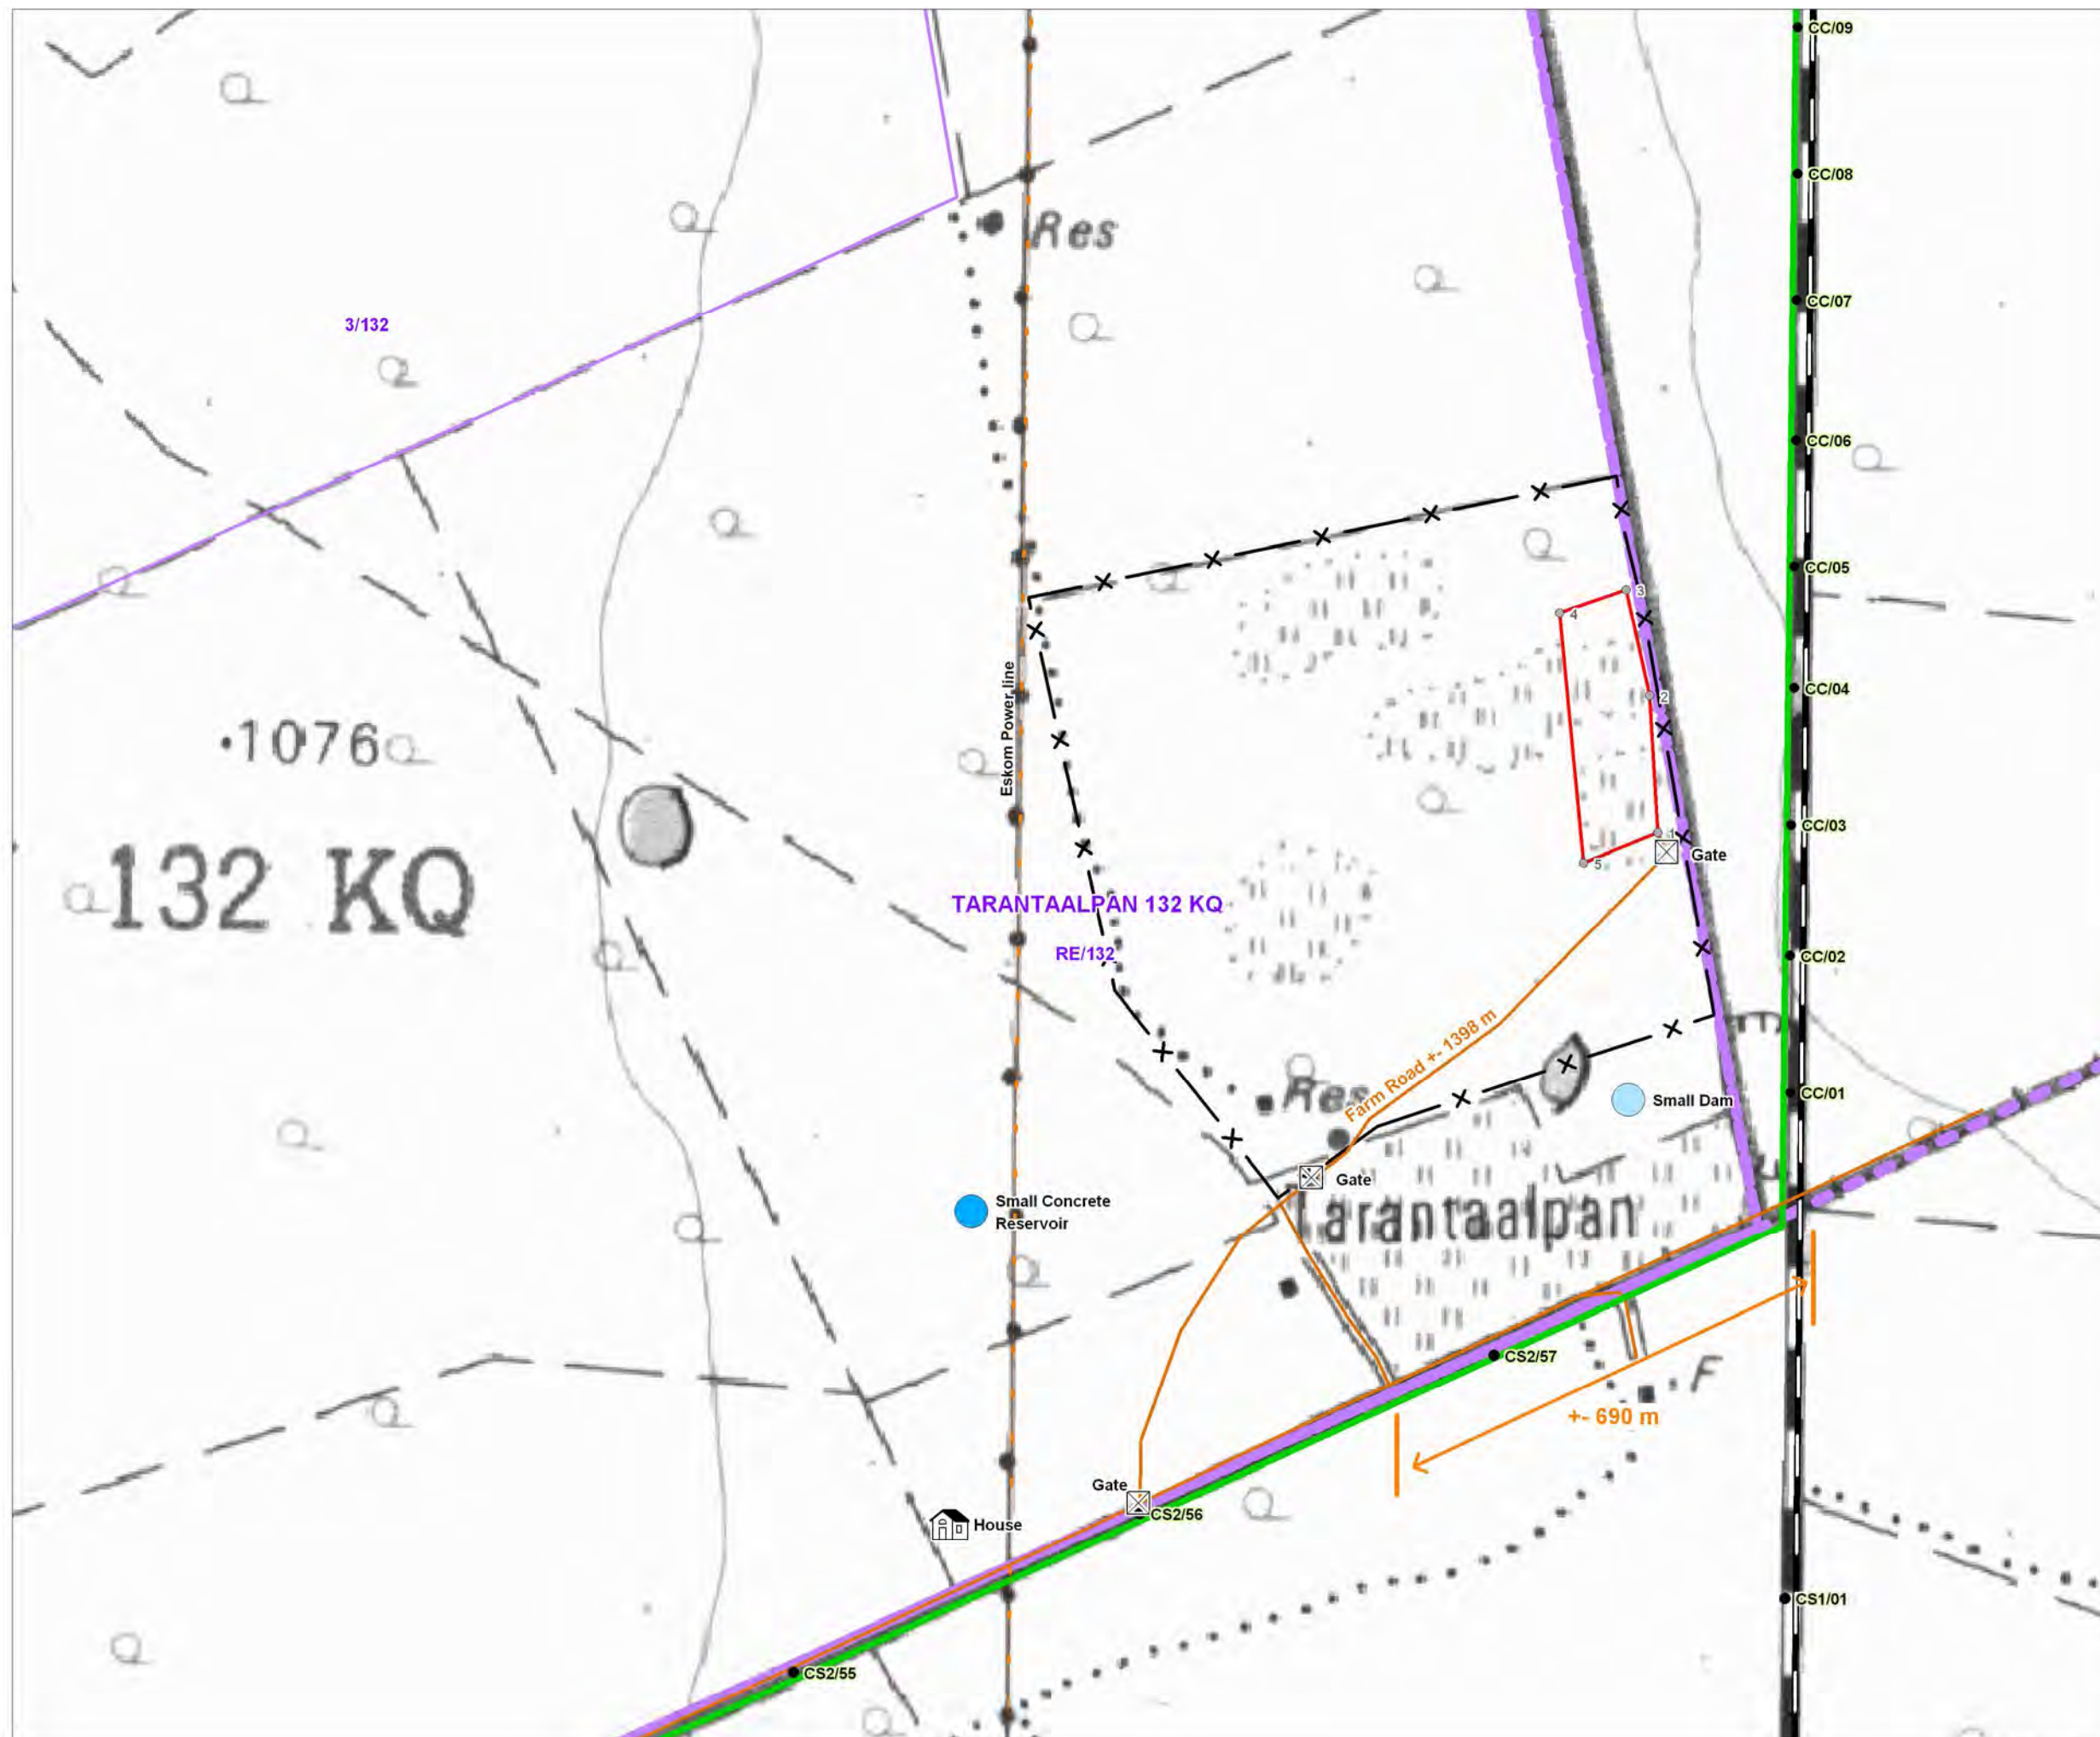 CC/09
CC/08
Res
CC/07
3/132
CC/06
CC/05
3
4
Eskom Power line
CC/04
2
1076
CC/03
1
Gate
5
132 KQ
TARANTAALPAN 132 KQ
RE/132
CC/02
Farm Road +- 1398 m
Res
Small Dam
CC/01
Gate
Small Concrete
Reservoir
arantaalpan
CS2/57
F
+- 690 m
Gate
CS2/56
House
CS1/01
CS2/55